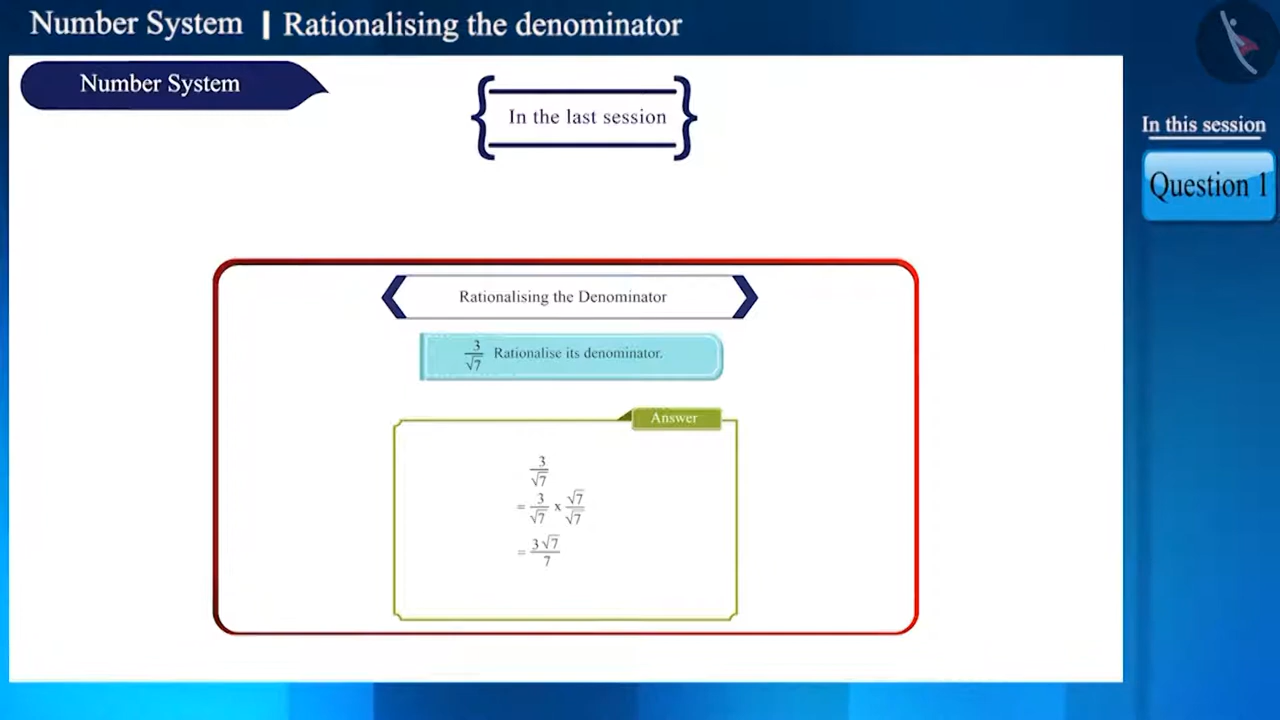 Number System | Rationalising the denominator
Number System
In the last session
In this session
Question 1
Rationalising the Denominator
3/√7 Rationalise its denominator.
Answer
3/√7
= 3/√7 x √7/√7
= 3√7/7